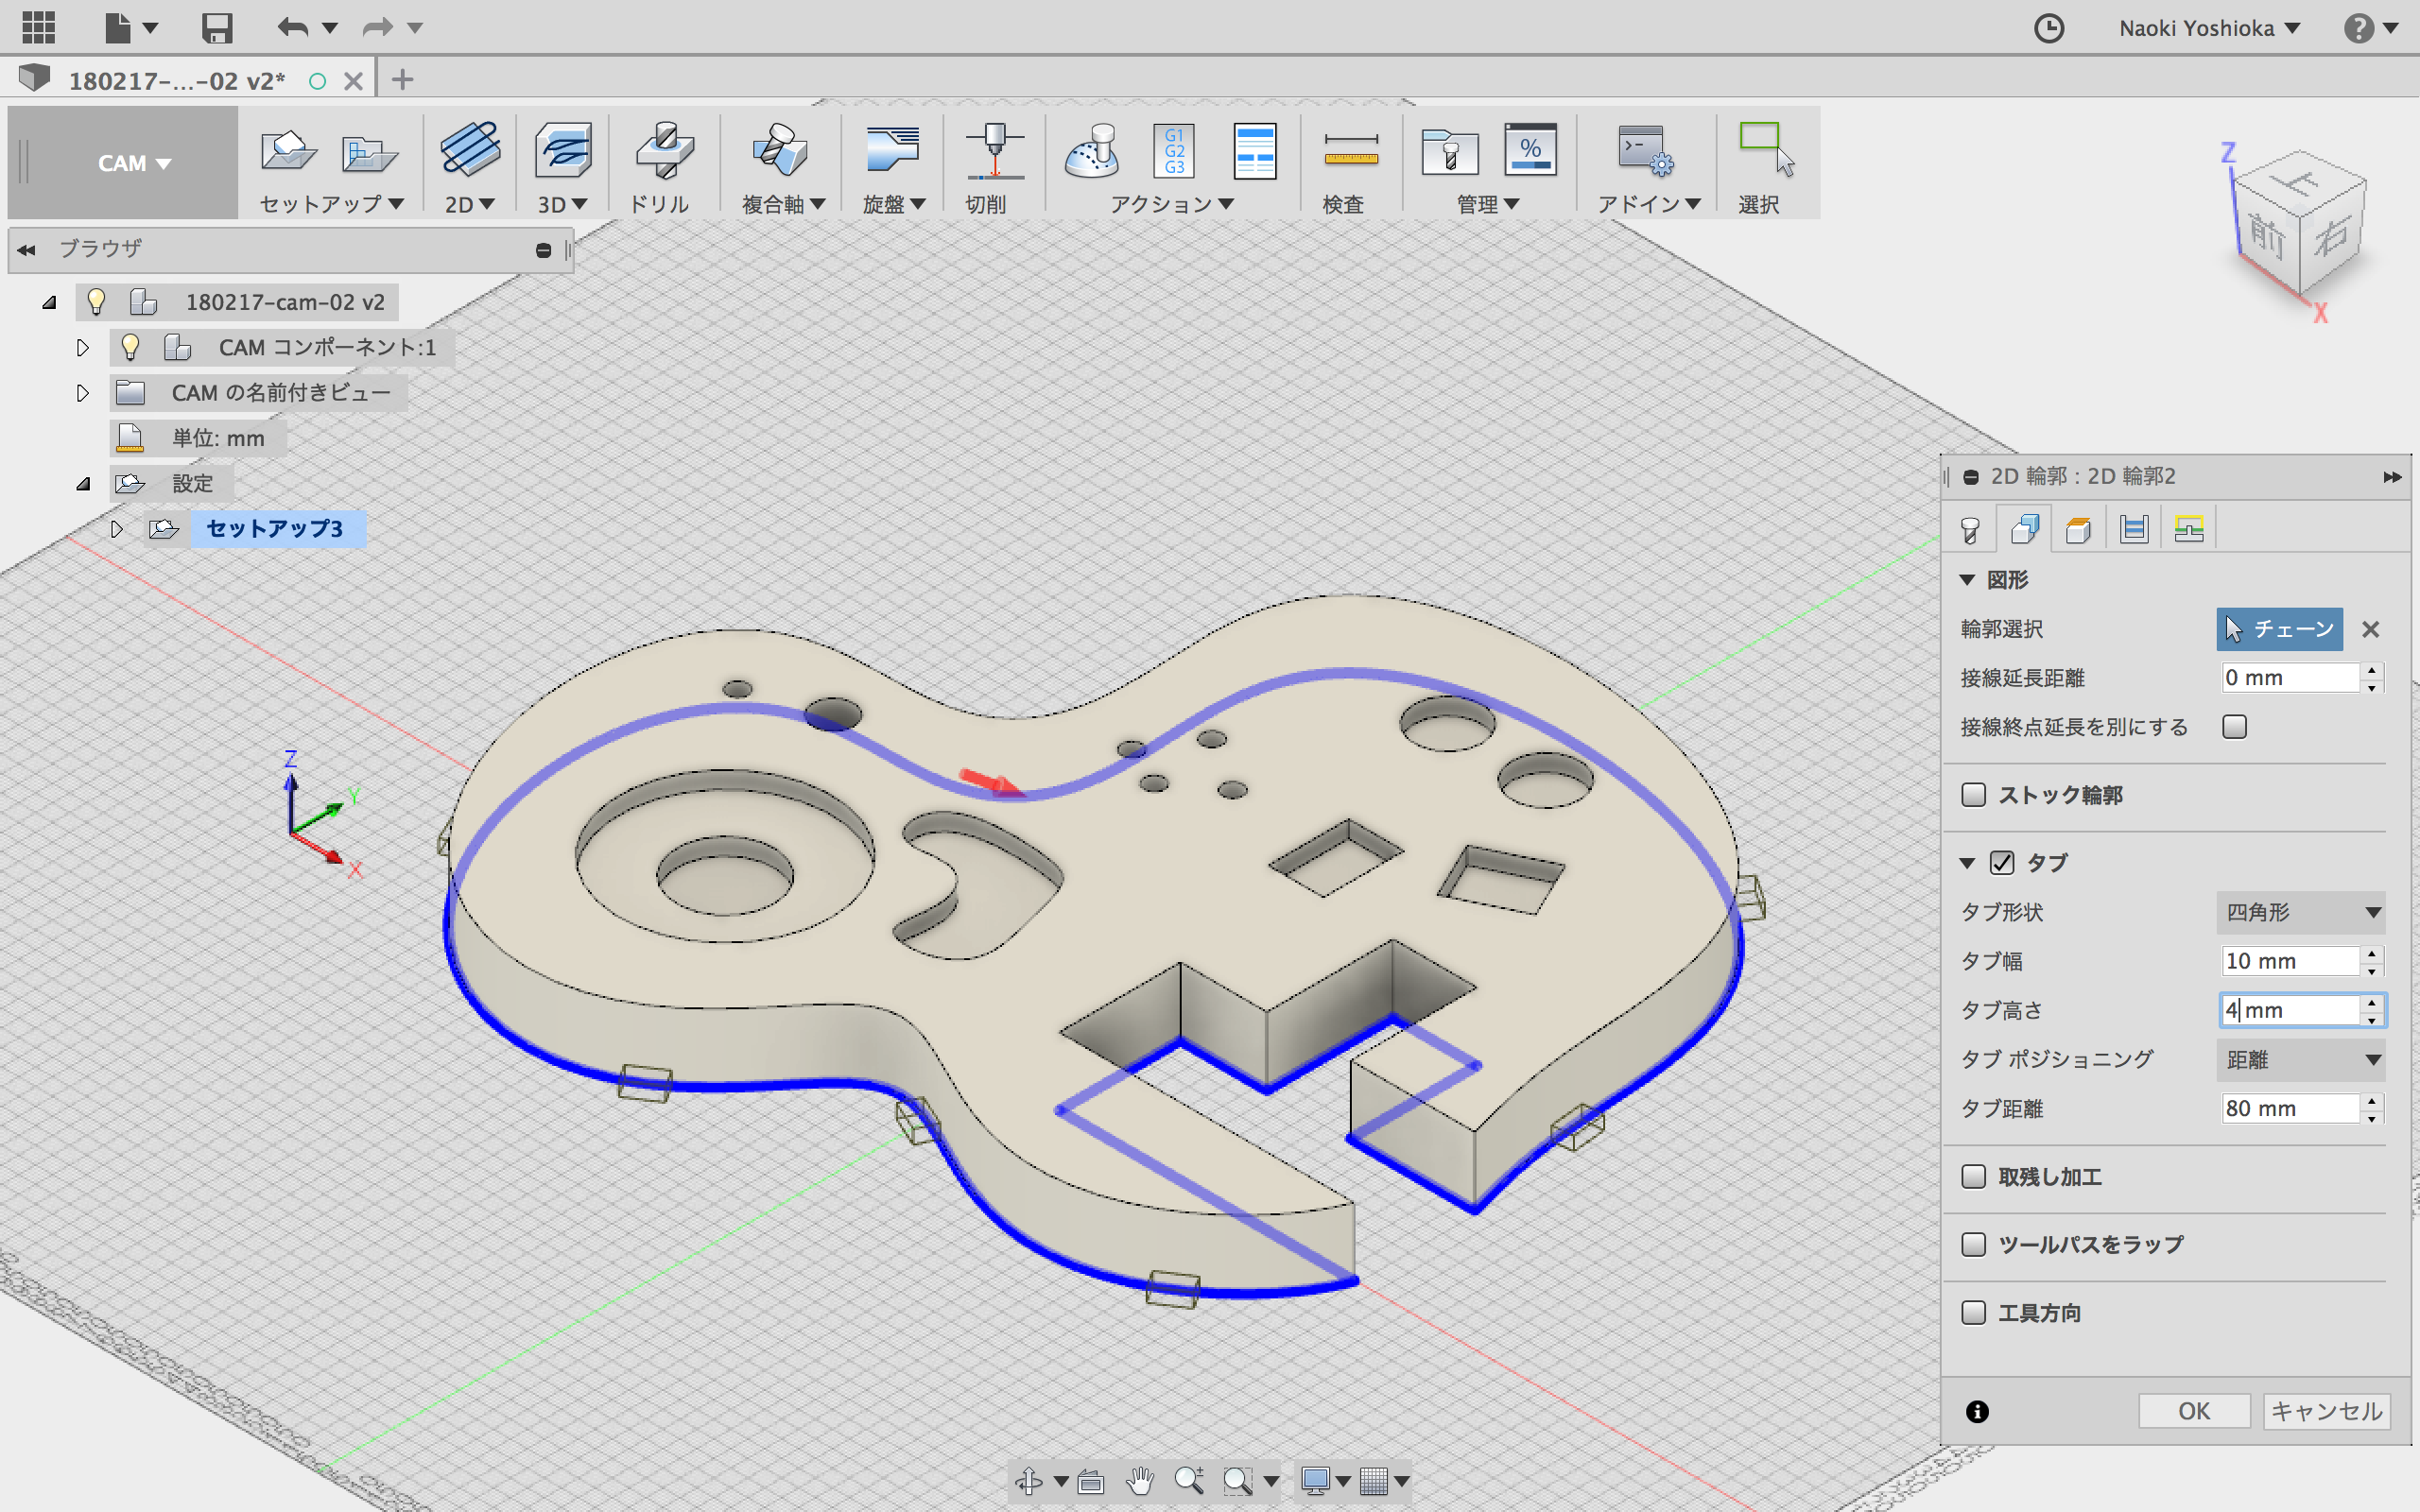 Naoki Yoshioka
?
180217-...-02 v2*
CAM
G1
G2
G3
%
セットアップ
2D
3D
ドリル
複合軸
旋盤
切削
アクション
検査
管理
アドイン
選択
ブラウザ
180217-cam-02 v2
CAM コンポーネント:1
CAM の名前付きビュー
単位: mm
設定
セットアップ3
Z
上
前
右
X
Z
Y
X
2D 輪郭 : 2D 輪郭2
図形
輪郭選択
チェーン
接線延長距離
0 mm
接線終点延長を別にする
ストック輪郭
タブ
タブ形状
四角形
タブ幅
10 mm
タブ高さ
4 mm
タブ ポジショニング
距離
タブ距離
80 mm
取残し加工
ツールパスをラップ
工具方向
OK
キャンセル